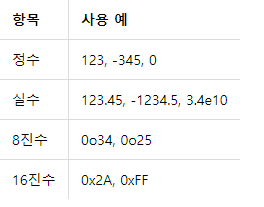 항목 사용 예
정수 123, -345, 0
실수 123.45, -1234.5, 3.4e10
8진수 0o34, 0o25
16진수 0x2A, 0xFF